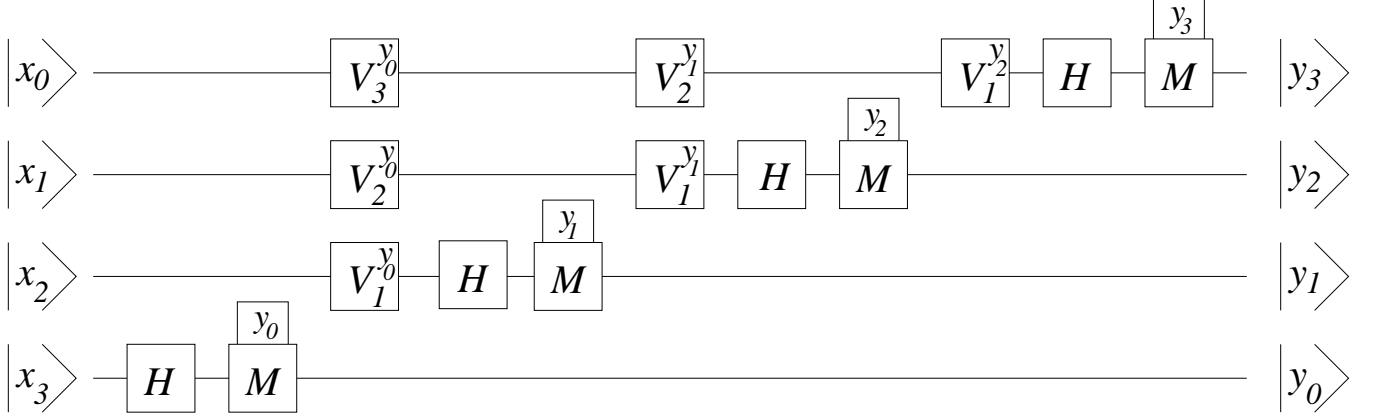 y₃
|x₀⟩ V₃^y₀ V₂^y₁ V₁^y₂ H M |y₃⟩
y₂
|x₁⟩ V₂^y₀ V₁^y₁ H M |y₂⟩
y₁
|x₂⟩ V₁^y₀ H M |y₁⟩
y₀
|x₃⟩ H M |y₀⟩